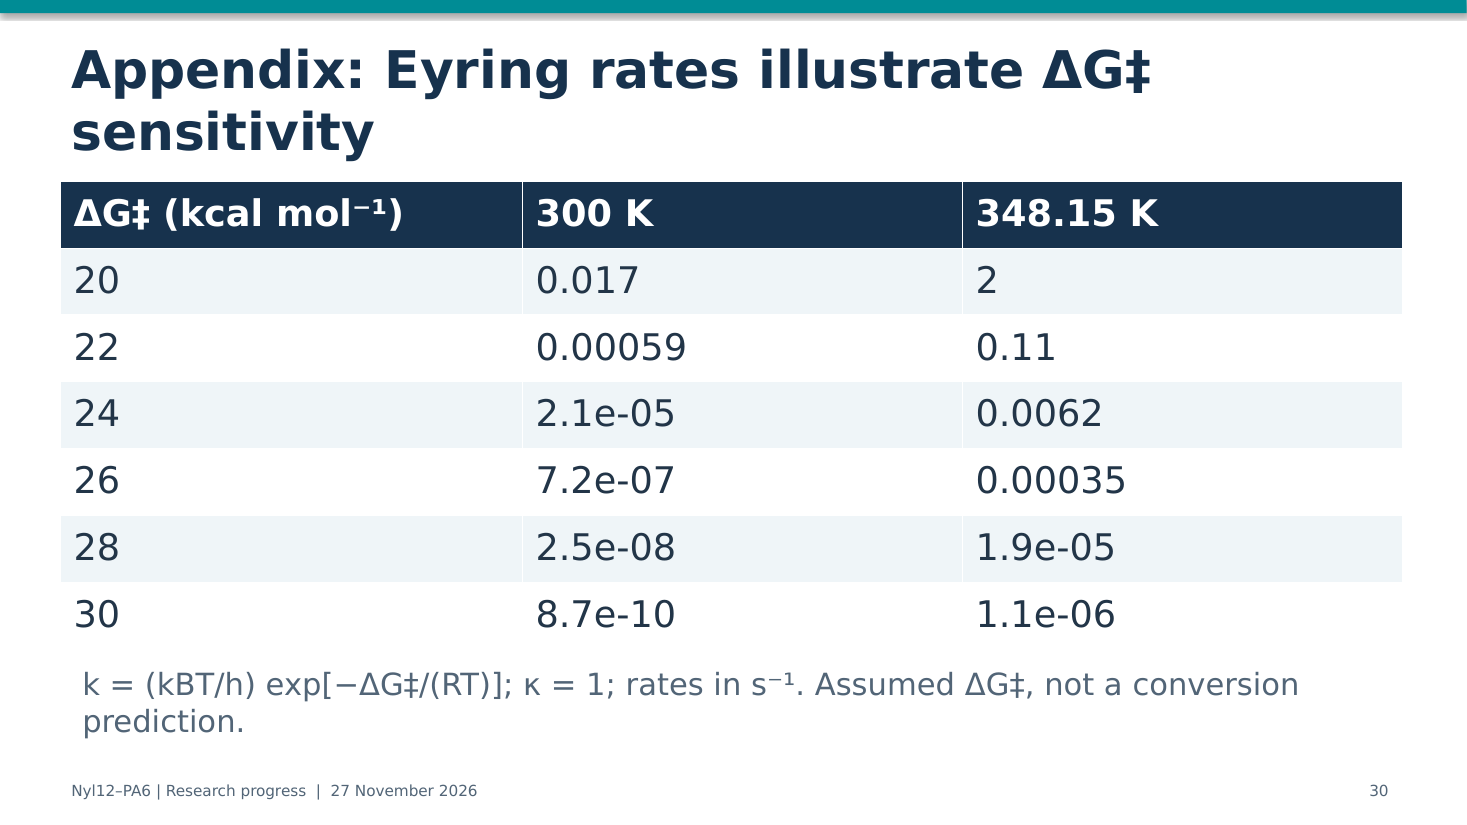 Appendix: Eyring rates illustrate ΔG‡
sensitivity
ΔG‡ (kcal mol⁻¹) 300 K 348.15 K
20 0.017 2
22 0.00059 0.11
24 2.1e-05 0.0062
26 7.2e-07 0.00035
28 2.5e-08 1.9e-05
30 8.7e-10 1.1e-06
k = (kBT/h) exp[−ΔG‡/(RT)]; κ = 1; rates in s⁻¹. Assumed ΔG‡, not a conversion
prediction.
Nyl12–PA6 | Research progress | 27 November 2026 30